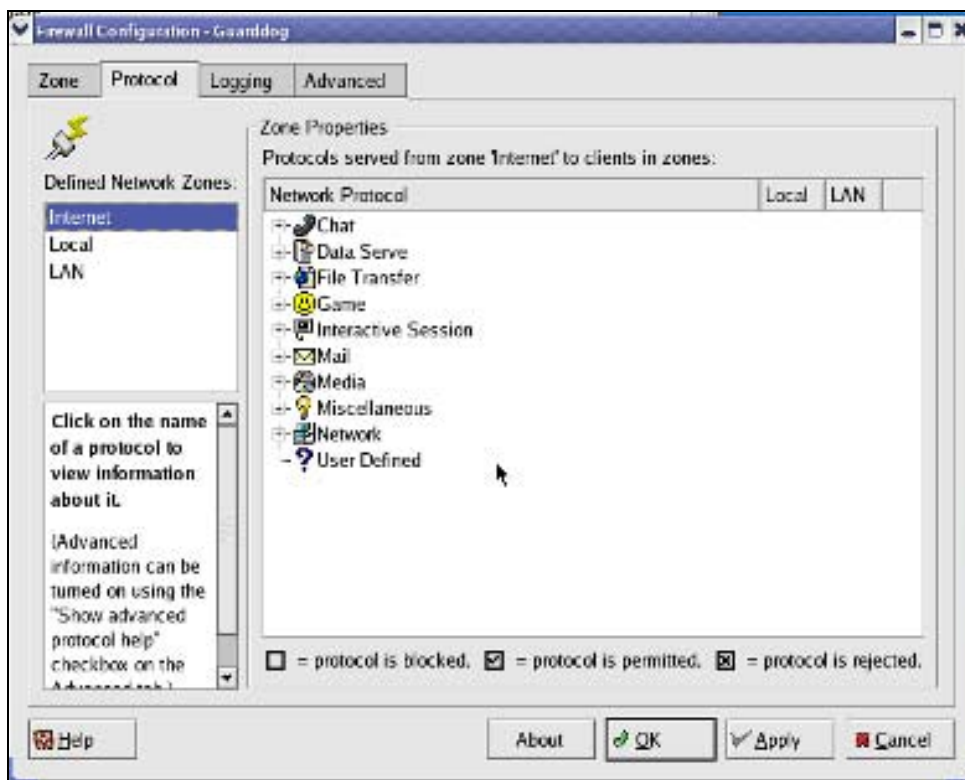 Firewall Configuration - Guarddog
Zone Protocol Logging Advanced
Defined Network Zones:
Internet
Local
LAN
Click on the name
of a protocol to
view information
about it.
(Advanced
information can be
turned on using the
"Show advanced
protocol help"
checkbox on the
Advanced tab.)
Zone Properties
Protocols served from zone 'Internet' to clients in zones:
Network Protocol Local LAN
Chat
Data Serve
File Transfer
Game
Interactive Session
Mail
Media
Miscellaneous
Network
User Defined
= protocol is blocked. = protocol is permitted. = protocol is rejected.
Help About OK Apply Cancel